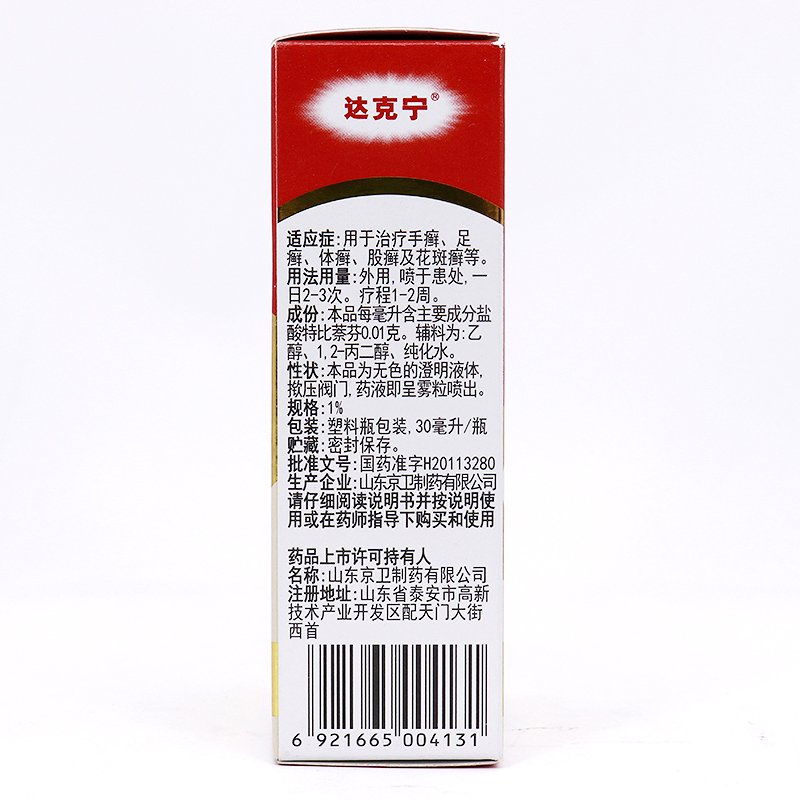 达克宁®
适应症:用于治疗手癣、足
癣、体癣、股癣及花斑癣等。
用法用量:外用,喷于患处,一
日2-3次。疗程1-2周。
成份:本品每毫升含主要成分盐
酸特比萘芬0.01克。辅料为:乙
醇、1,2-丙二醇、纯化水。
性状:本品为无色的澄明液体,
揿压阀门,药液即呈雾粒喷出。
规格:1%
包装:塑料瓶包装,30毫升/瓶
贮藏:密封保存。
批准文号:国药准字H20113280
生产企业:山东京卫制药有限公司
请仔细阅读说明书并按说明使
用或在药师指导下购买和使用
药品上市许可持有人
名称:山东京卫制药有限公司
注册地址:山东省泰安市高新
技术产业开发区配天门大街
西首
6 921665 004131